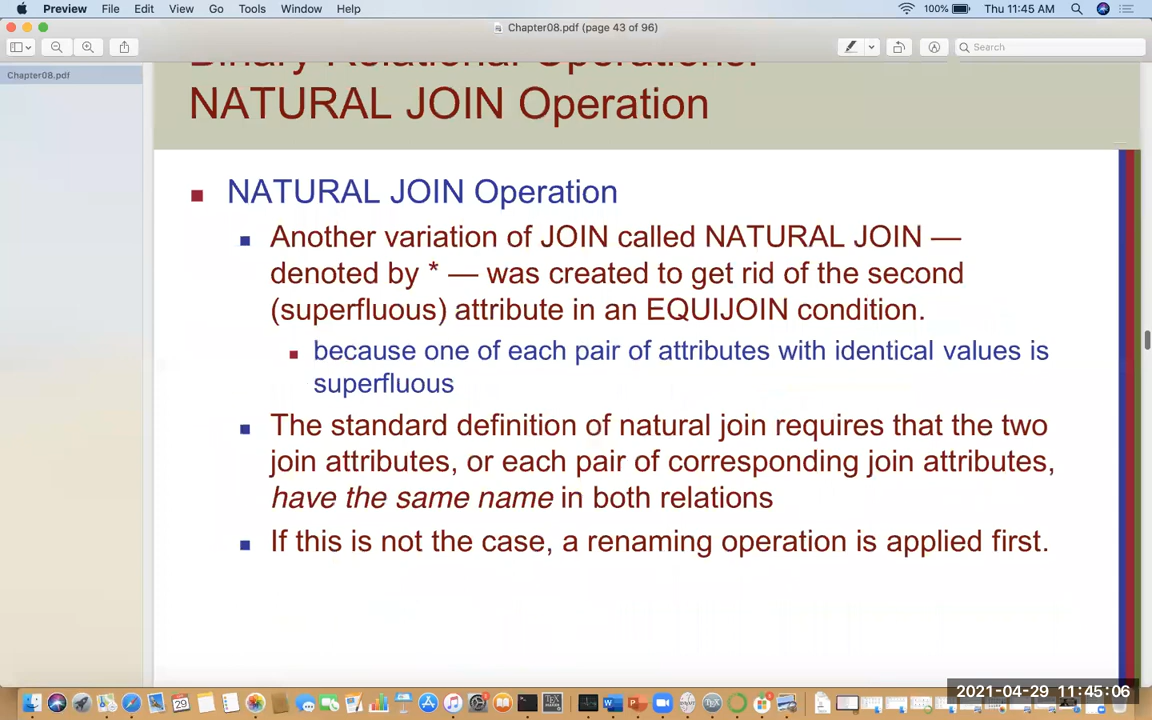 Preview File Edit View Go Tools Window Help 100% Thu 11:45 AM
Chapter08.pdf (page 43 of 96)
Search
Chapter08.pdf
Binary Relational Operations:
NATURAL JOIN Operation
NATURAL JOIN Operation
Another variation of JOIN called NATURAL JOIN —
denoted by * — was created to get rid of the second
(superfluous) attribute in an EQUIJOIN condition.
because one of each pair of attributes with identical values is
superfluous
The standard definition of natural join requires that the two
join attributes, or each pair of corresponding join attributes,
have the same name in both relations
If this is not the case, a renaming operation is applied first.
29
2021-04-29 11:45:06